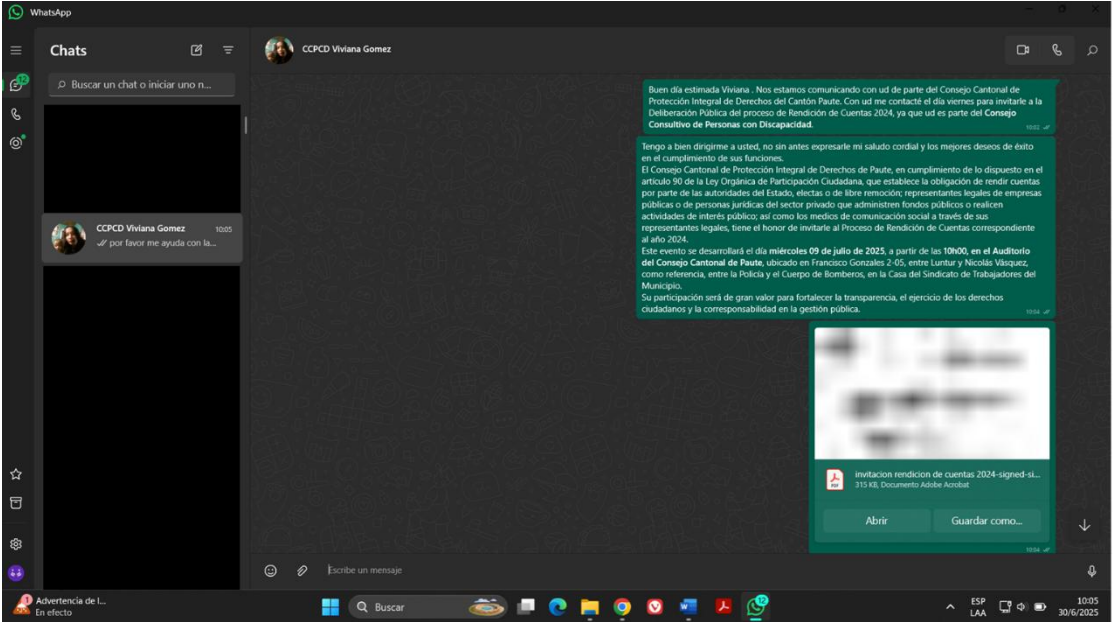 WhatsApp
Chats
Buscar un chat o iniciar uno n...
12
CCPCD Viviana Gomez
10:05
por favor me ayuda con la...
CCPCD Viviana Gomez
Buen día estimada Viviana . Nos estamos comunicando con ud de parte del Consejo Cantonal de
Protección Integral de Derechos del Cantón Paute. Con ud me contacté el día viernes para invitarle a la
Deliberación Pública del proceso de Rendición de Cuentas 2024, ya que ud es parte del Consejo
Consultivo de Personas con Discapacidad.
10:02
Tengo a bien dirigirme a usted, no sin antes expresarle mi saludo cordial y los mejores deseos de éxito
en el cumplimiento de sus funciones.
El Consejo Cantonal de Protección Integral de Derechos de Paute, en cumplimiento de lo dispuesto en el
artículo 90 de la Ley Orgánica de Participación Ciudadana, que establece la obligación de rendir cuentas
por parte de las autoridades del Estado, electas o de libre remoción; representantes legales de empresas
públicas o de personas jurídicas del sector privado que administren fondos públicos o realicen
actividades de interés público; así como los medios de comunicación social a través de sus
representantes legales, tiene el honor de invitarle al Proceso de Rendición de Cuentas correspondiente
al año 2024.
Este evento se desarrollará el día miércoles 09 de julio de 2025, a partir de las 10h00, en el Auditorio
del Consejo Cantonal de Paute, ubicado en Francisco Gonzales 2-05, entre Luntur y Nicolás Vásquez,
como referencia, entre la Policía y el Cuerpo de Bomberos, en la Casa del Sindicato de Trabajadores del
Municipio.
Su participación será de gran valor para fortalecer la transparencia, el ejercicio de los derechos
ciudadanos y la corresponsabilidad en la gestión pública.
10:04
invitacion rendicion de cuentas 2024-signed-si...
PDF
315 KB, Documento Adobe Acrobat
Abrir
Guardar como...
10:04
Escribe un mensaje
1
Advertencia de l...
En efecto
Buscar
12
ESP
LAA
10:05
30/6/2025